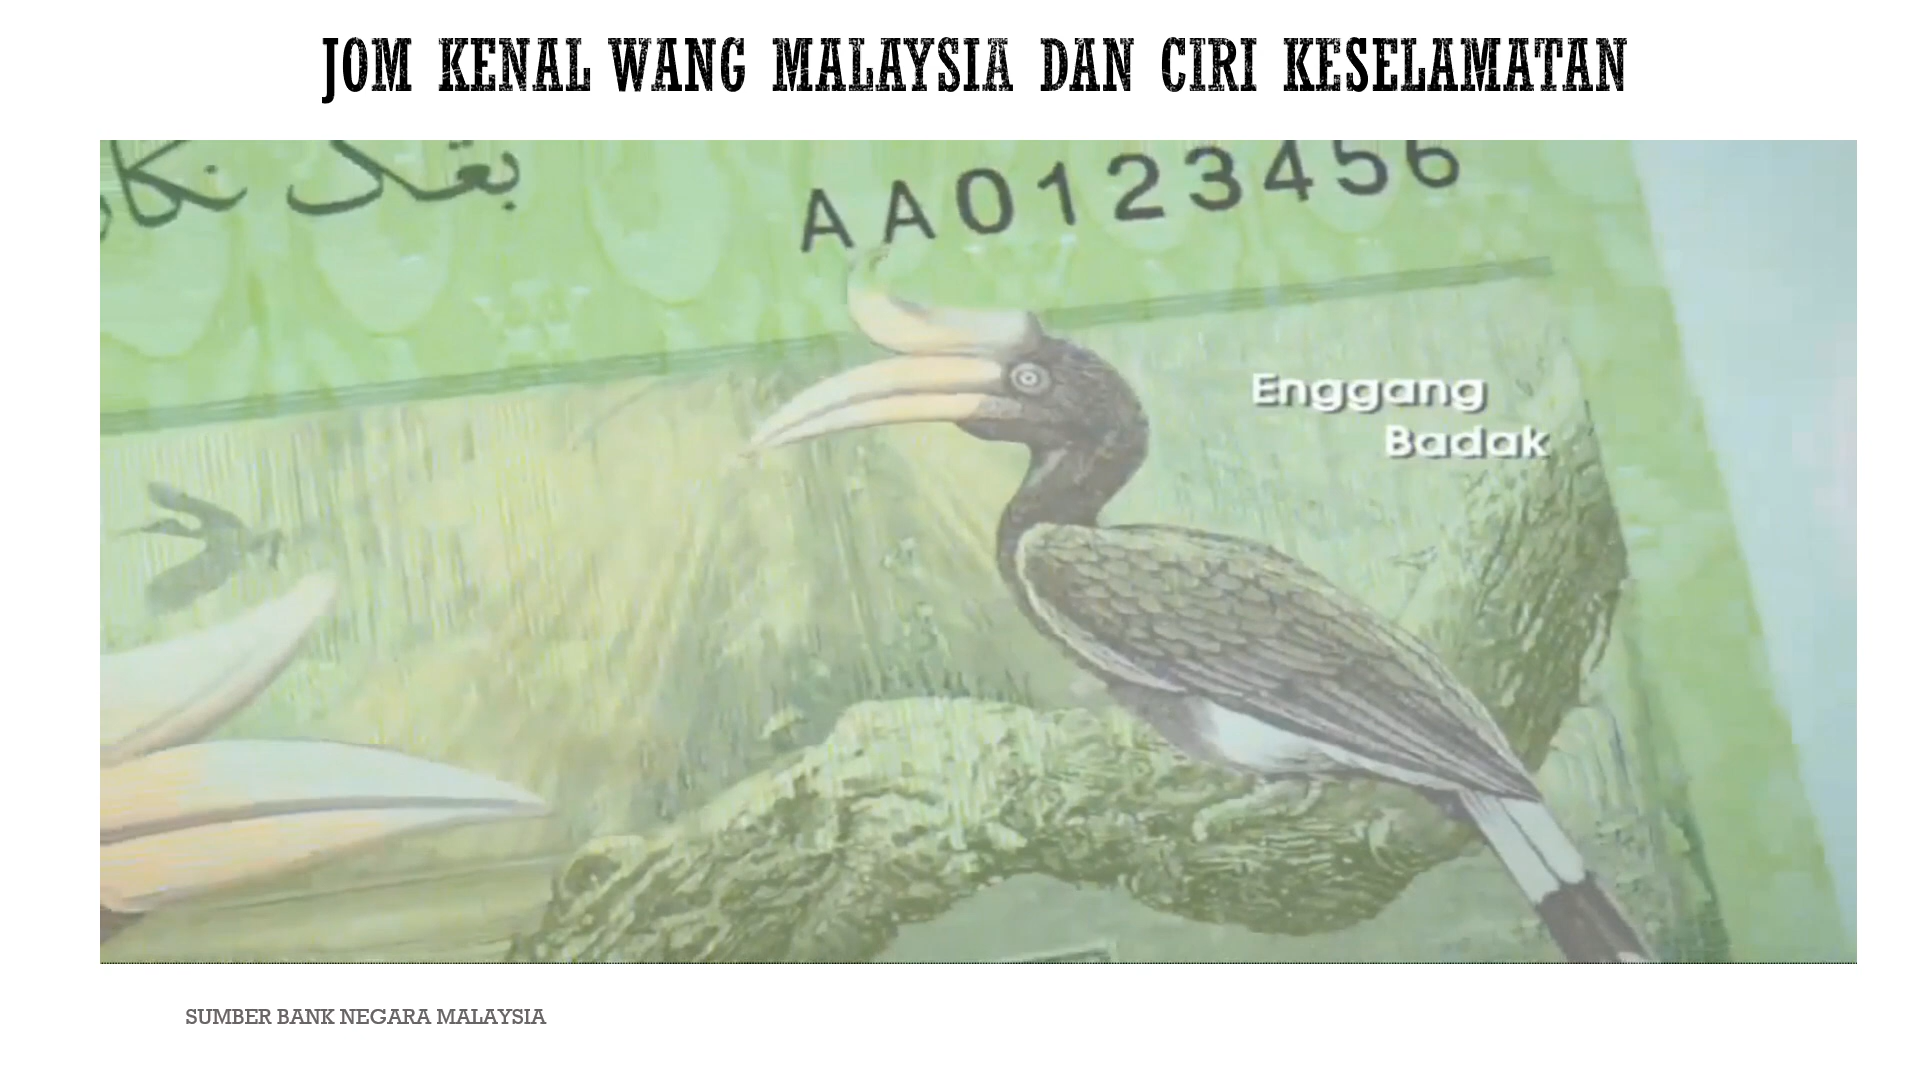 JOM KENAL WANG MALAYSIA DAN CIRI KESELAMATAN
AA0123456
Enggang
Badak
SUMBER BANK NEGARA MALAYSIA